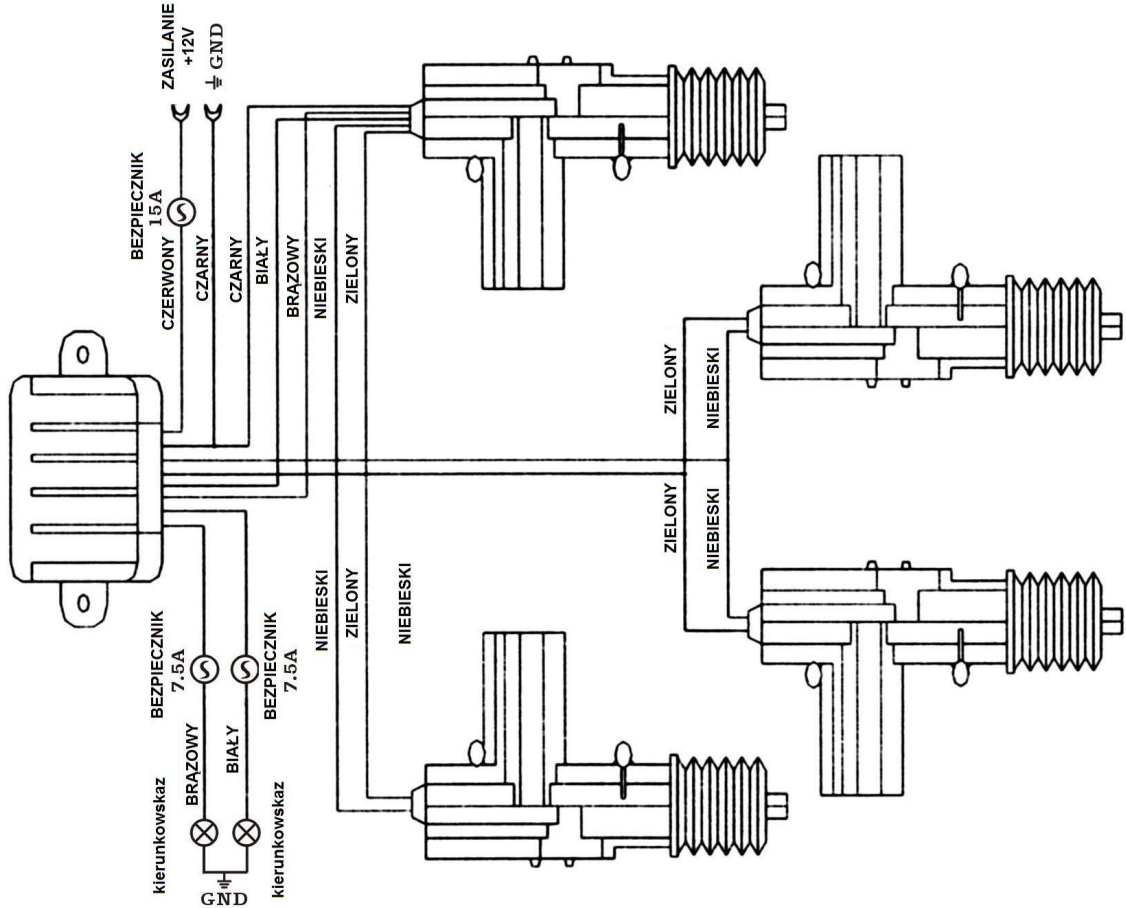 ZASILANIE
+12V
GND
BEZPIECZNIK
15A
CZERWONY
CZARNY
CZARNY
BIAŁY
BRĄZOWY
NIEBIESKI
ZIELONY
ZIELONY
NIEBIESKI
ZIELONY
NIEBIESKI
NIEBIESKI
ZIELONY
NIEBIESKI
BEZPIECZNIK
7.5A
BEZPIECZNIK
7.5A
BRĄZOWY
BIAŁY
kierunkowskaz
kierunkowskaz
GND